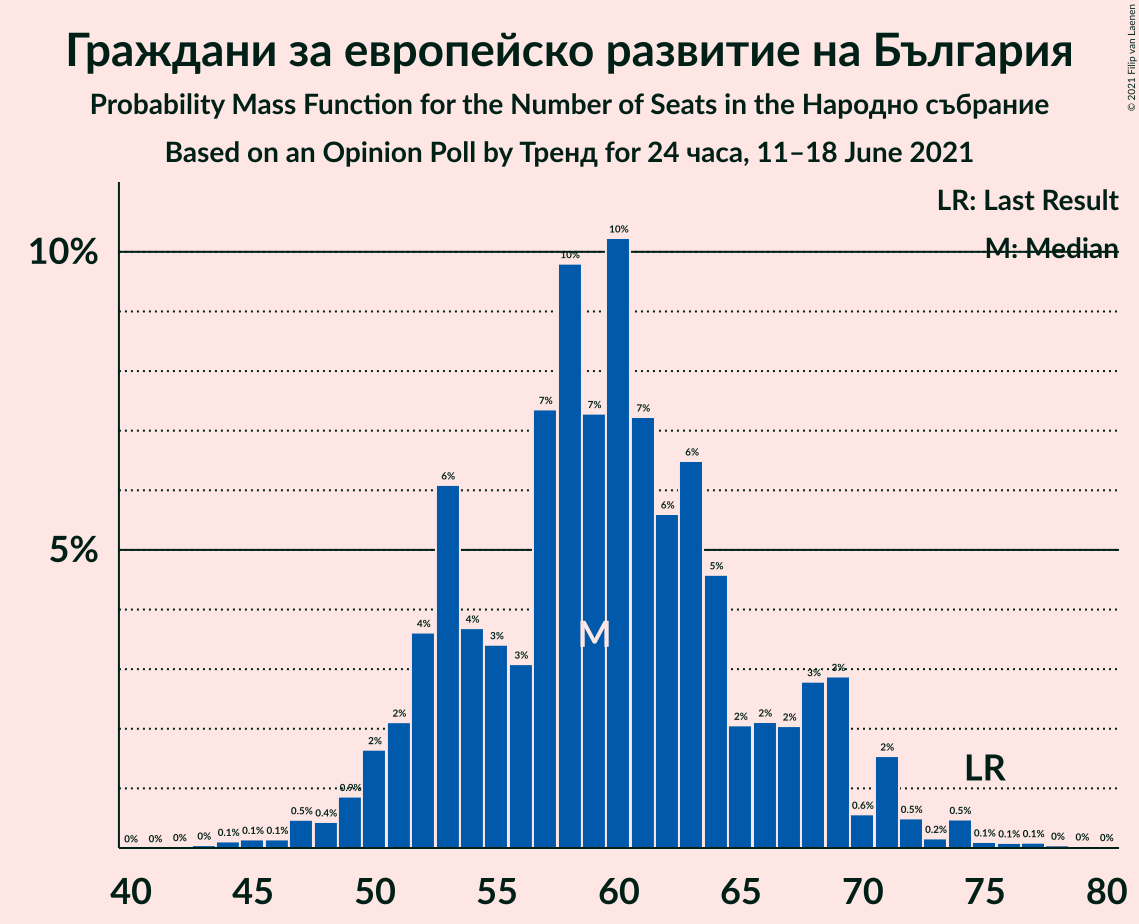 Граждани за европейско развитие на България
Probability Mass Function for the Number of Seats in the Народно събрание
Based on an Opinion Poll by Тренд for 24 часа, 11–18 June 2021
© 2021 Filip van Laenen
LR: Last Result
M: Median
10%
5%
0% 0% 0% 0% 0.1% 0.1% 0.1% 0.5% 0.4% 0.9% 2% 2% 4% 6% 4% 3% 3% 7% 10% 7% 10% 7% 6% 6% 5% 2% 2% 2% 3% 3% 0.6% 2% 0.5% 0.2% 0.5% 0.1% 0.1% 0.1% 0% 0% 0%
M
LR
40 45 50 55 60 65 70 75 80